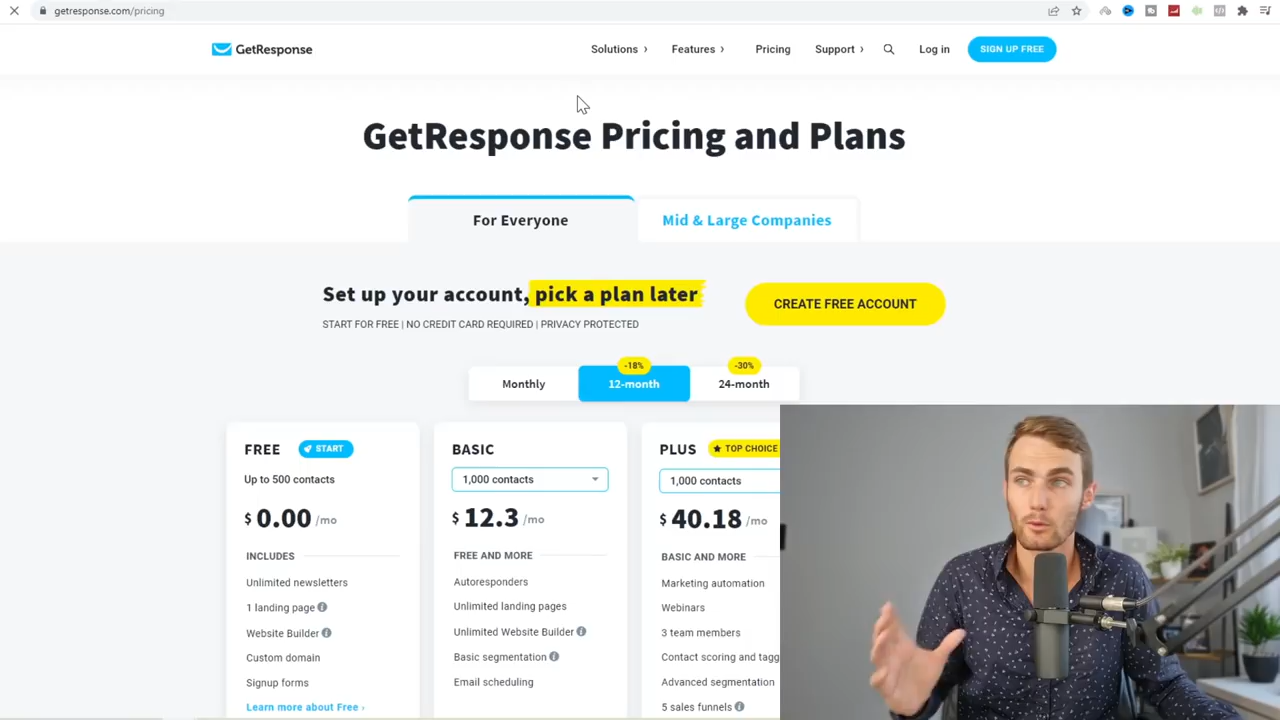 getresponse.com/pricing
GetResponse
Solutions ›
Features ›
Pricing
Support ›
Log in
SIGN UP FREE
GetResponse Pricing and Plans
For Everyone
Mid & Large Companies
Set up your account, pick a plan later
START FOR FREE | NO CREDIT CARD REQUIRED | PRIVACY PROTECTED
CREATE FREE ACCOUNT
-18%
-30%
Monthly
12-month
24-month
FREE
START
Up to 500 contacts
$ 0.00 /mo
INCLUDES
Unlimited newsletters
1 landing page
Website Builder
Custom domain
Signup forms
Learn more about Free ›
BASIC
1,000 contacts
$ 12.3 /mo
FREE AND MORE
Autoresponders
Unlimited landing pages
Unlimited Website Builder
Basic segmentation
Email scheduling
PLUS
TOP CHOICE
1,000 contacts
$ 40.18 /mo
BASIC AND MORE
Marketing automation
Webinars
3 team members
Contact scoring and tagg
Advanced segmentation
5 sales funnels